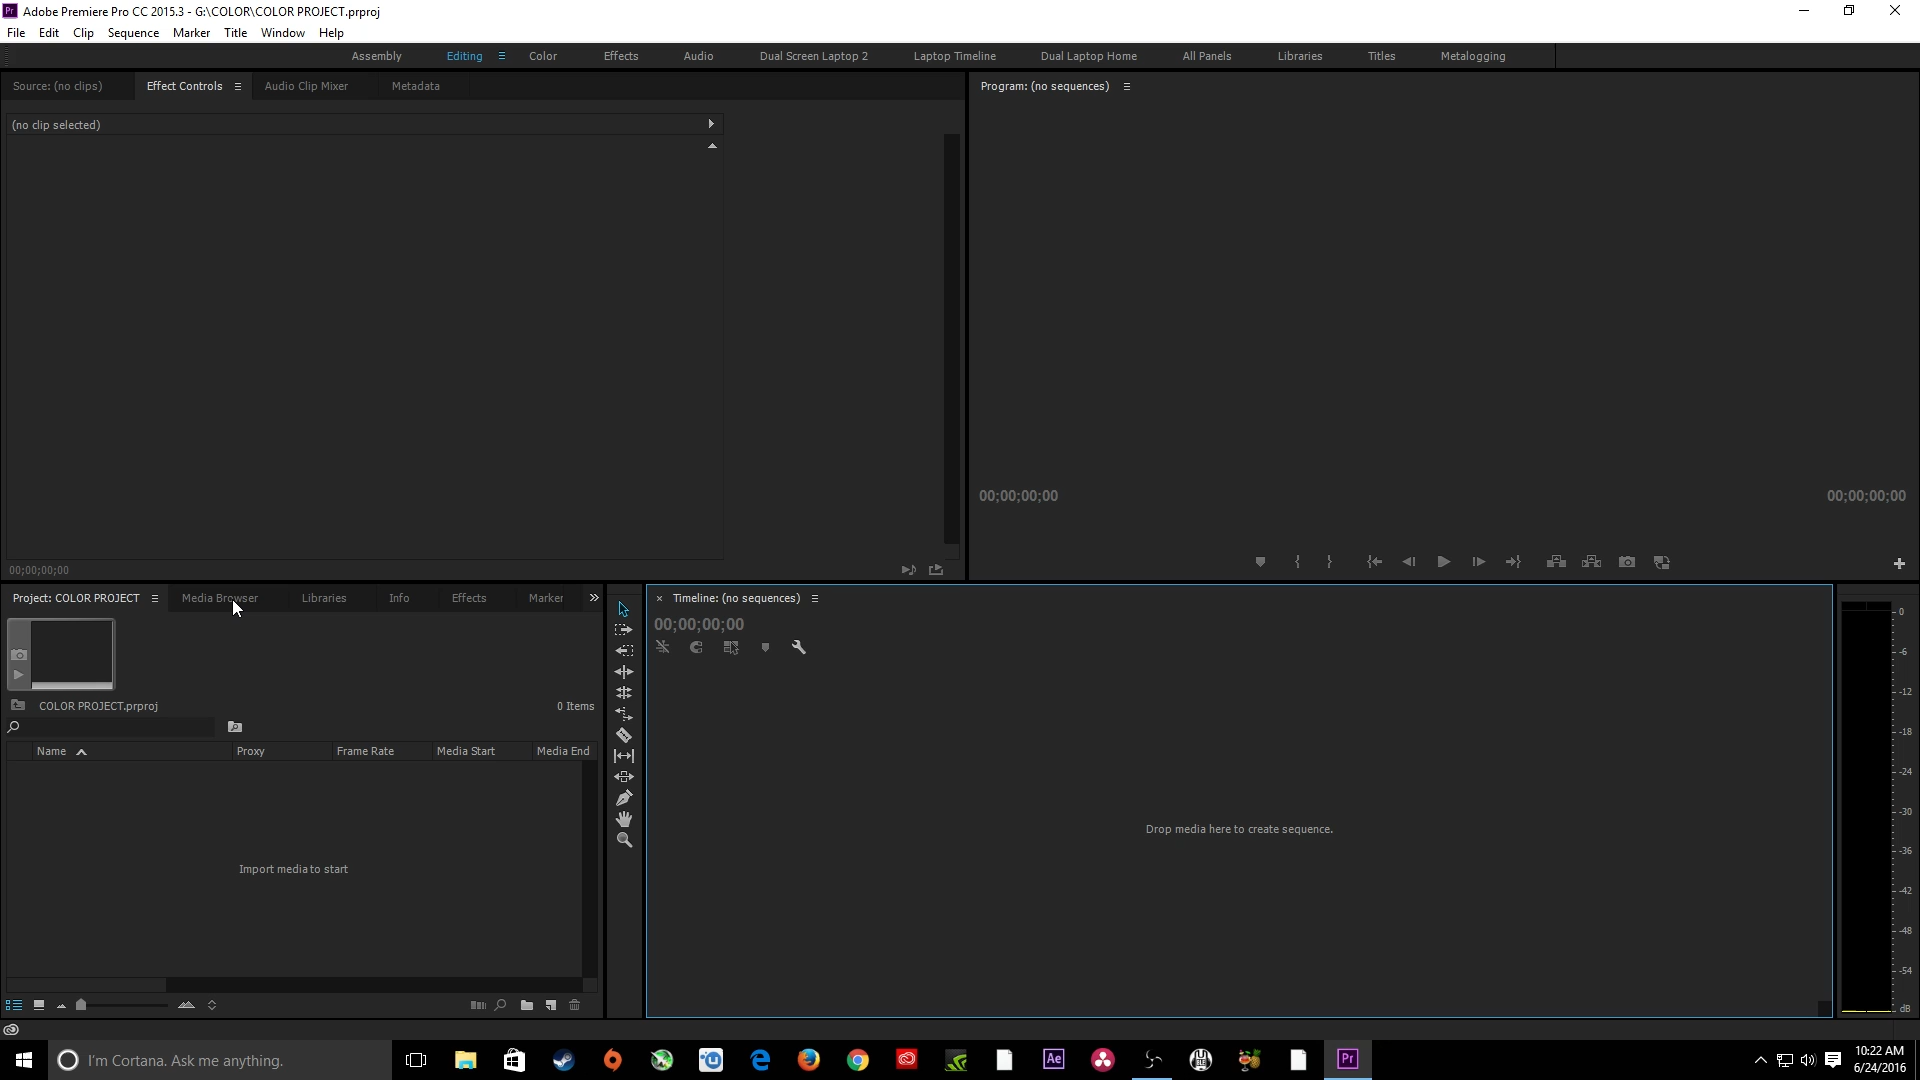 Pr Adobe Premiere Pro CC 2015.3 - G:\COLOR\COLOR PROJECT.prproj
File Edit Clip Sequence Marker Title Window Help
Assembly Editing Color Effects Audio Dual Screen Laptop 2 Laptop Timeline Dual Laptop Home All Panels Libraries Titles Metalogging
Source: (no clips) Effect Controls Audio Clip Mixer Metadata
(no clip selected)
00;00;00;00
Program: (no sequences)
00;00;00;00 00;00;00;00
Project: COLOR PROJECT Media Browser Libraries Info Effects Marker
COLOR PROJECT.prproj 0 Items
Name Proxy Frame Rate Media Start Media End
Import media to start
Timeline: (no sequences)
00;00;00;00
Drop media here to create sequence.
0
-6
-12
-18
-24
-30
-36
-42
-48
-54
dB
I'm Cortana. Ask me anything.
Ae
Pr
10:22 AM
6/24/2016